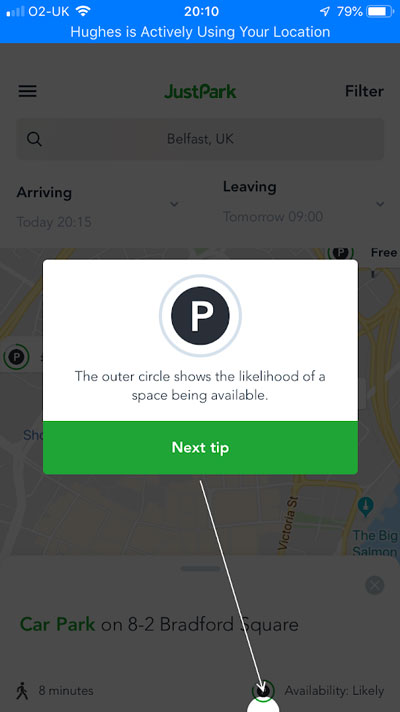 O2-UK 20:10 79%
Hughes is Actively Using Your Location
JustPark Filter
Belfast, UK
Arriving Leaving
Today 20:15 Tomorrow 09:00
P Free
P
P
The outer circle shows the likelihood of a
space being available.
Next tip
Victoria St
The Big
Salmon
Car Park on 8-2 Bradford Square
8 minutes Availability: Likely